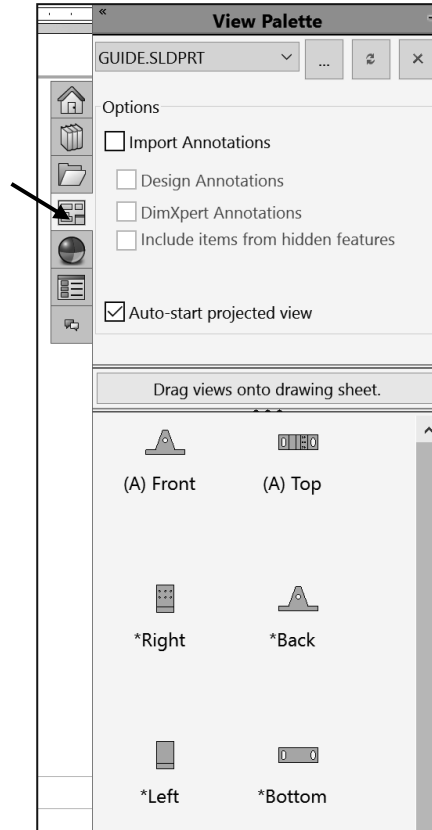 «
View Palette
GUIDE.SLDPRT
...
Options
Import Annotations
Design Annotations
DimXpert Annotations
Include items from hidden features
Auto-start projected view
Drag views onto drawing sheet.
(A) Front (A) Top
*Right *Back
*Left *Bottom